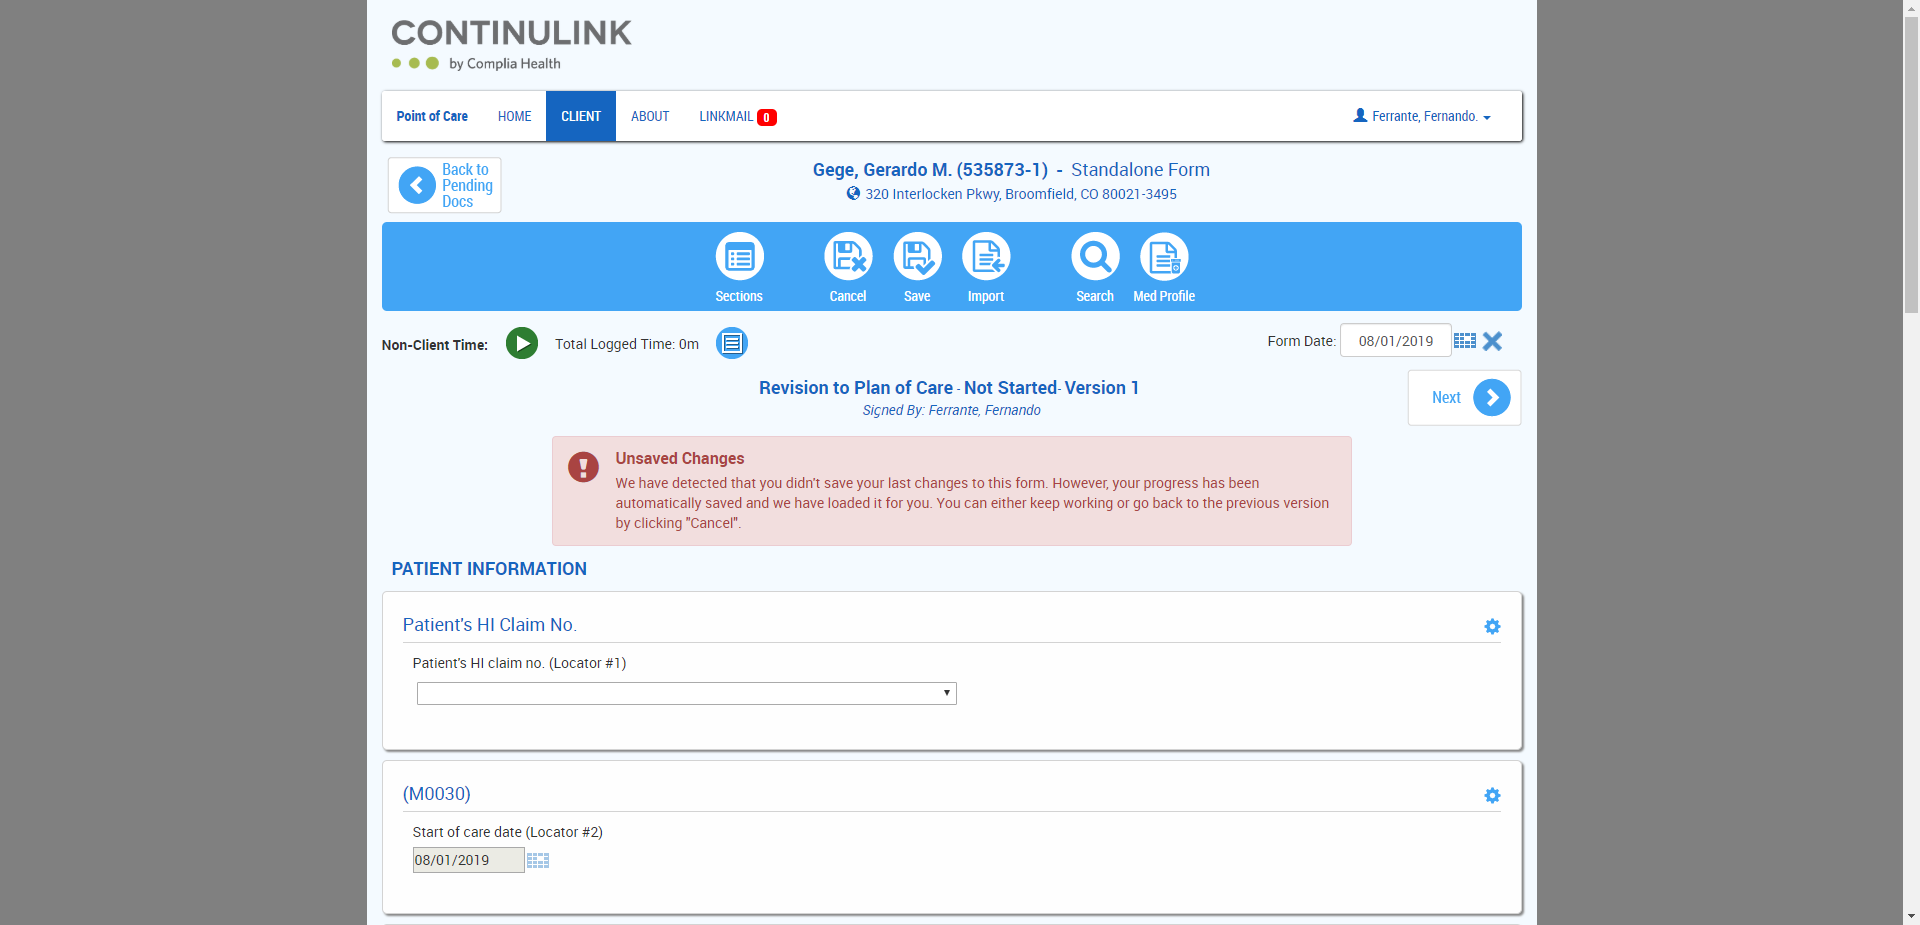 CONTINULINK
by Complia Health
Point of Care HOME CLIENT ABOUT LINKMAIL 0 Ferrante, Fernando.
Back to
Pending
Docs
Gege, Gerardo M. (535873-1) - Standalone Form
320 Interlocken Pkwy, Broomfield, CO 80021-3495
Sections Cancel Save Import Search Med Profile
Non-Client Time: Total Logged Time: 0m Form Date: 08/01/2019
Revision to Plan of Care - Not Started- Version 1
Signed By: Ferrante, Fernando
Next
Unsaved Changes
We have detected that you didn't save your last changes to this form. However, your progress has been
automatically saved and we have loaded it for you. You can either keep working or go back to the previous version
by clicking "Cancel".
PATIENT INFORMATION
Patient's HI Claim No.
Patient's HI claim no. (Locator #1)
(M0030)
Start of care date (Locator #2)
08/01/2019